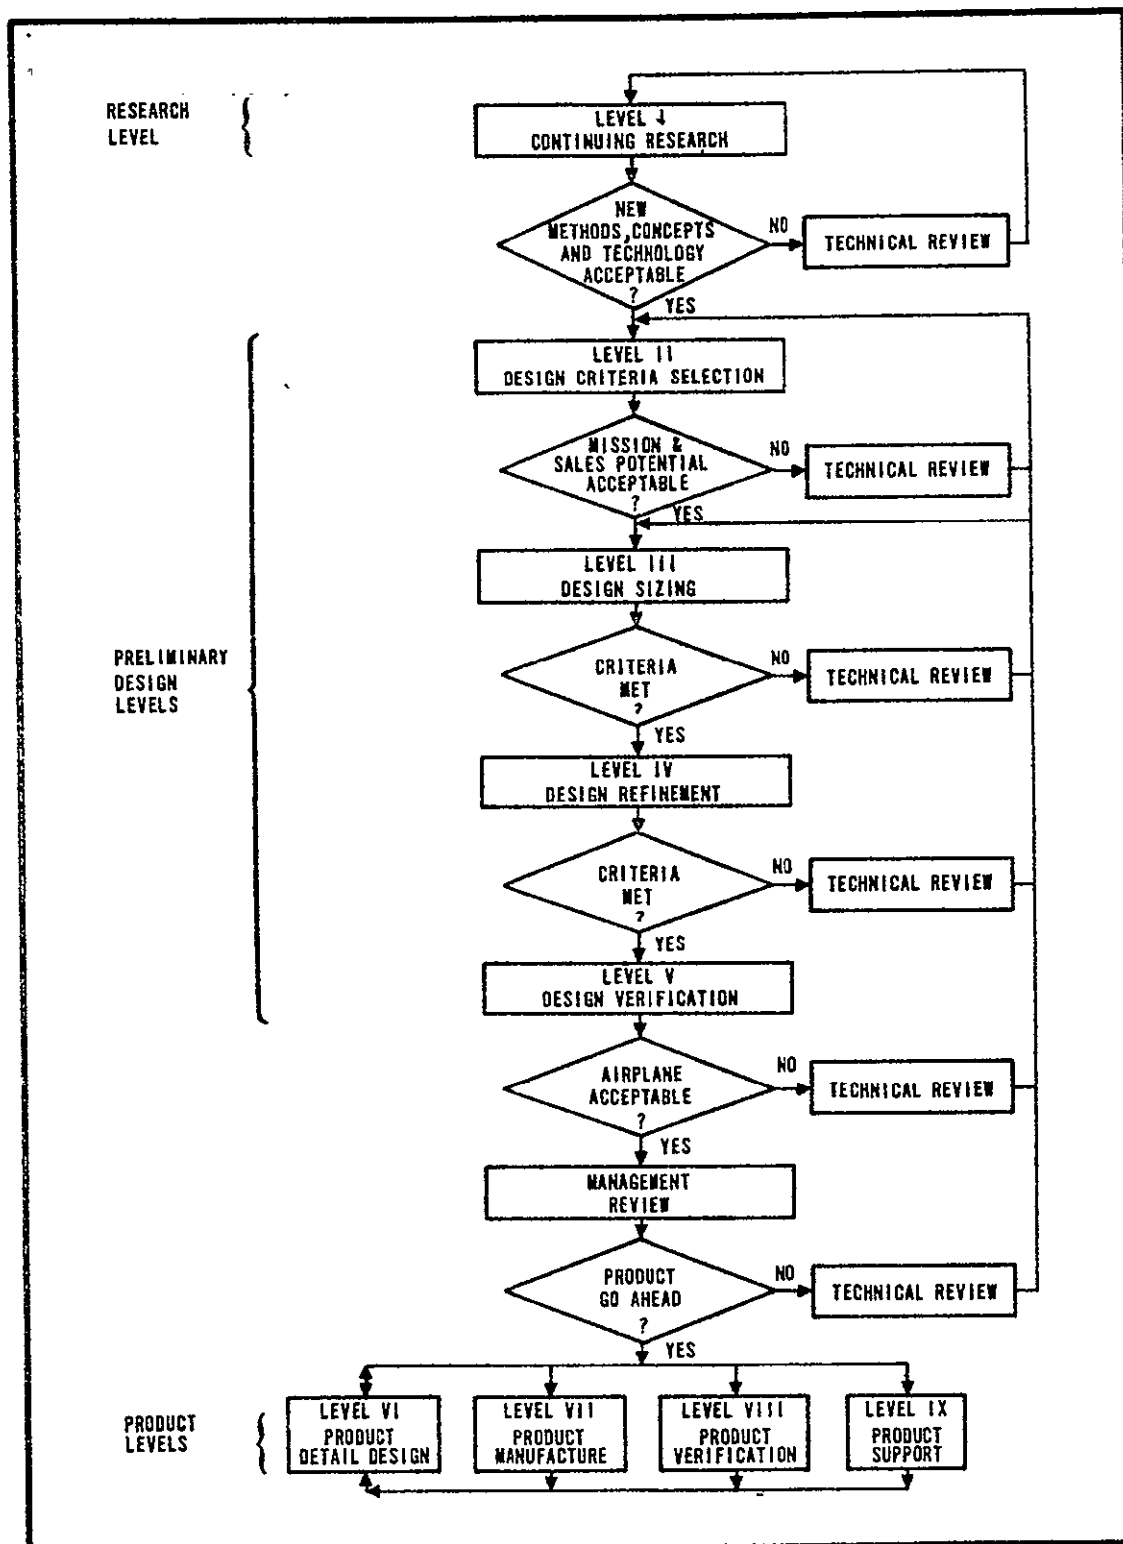 RESEARCH
LEVEL
LEVEL I
CONTINUING RESEARCH
NEW
METHODS, CONCEPTS
AND TECHNOLOGY
ACCEPTABLE
?
NO
TECHNICAL REVIEW
YES
PRELIMINARY
DESIGN
LEVELS
LEVEL II
DESIGN CRITERIA SELECTION
MISSION &
SALES POTENTIAL
ACCEPTABLE
?
NO
TECHNICAL REVIEW
YES
LEVEL III
DESIGN SIZING
CRITERIA
MET
?
NO
TECHNICAL REVIEW
YES
LEVEL IV
DESIGN REFINEMENT
CRITERIA
MET
?
NO
TECHNICAL REVIEW
YES
LEVEL V
DESIGN VERIFICATION
AIRPLANE
ACCEPTABLE
?
NO
TECHNICAL REVIEW
YES
MANAGEMENT
REVIEW
PRODUCT
GO AHEAD
?
NO
TECHNICAL REVIEW
YES
PRODUCT
LEVELS
LEVEL VI
PRODUCT
DETAIL DESIGN
LEVEL VII
PRODUCT
MANUFACTURE
LEVEL VIII
PRODUCT
VERIFICATION
LEVEL IX
PRODUCT
SUPPORT